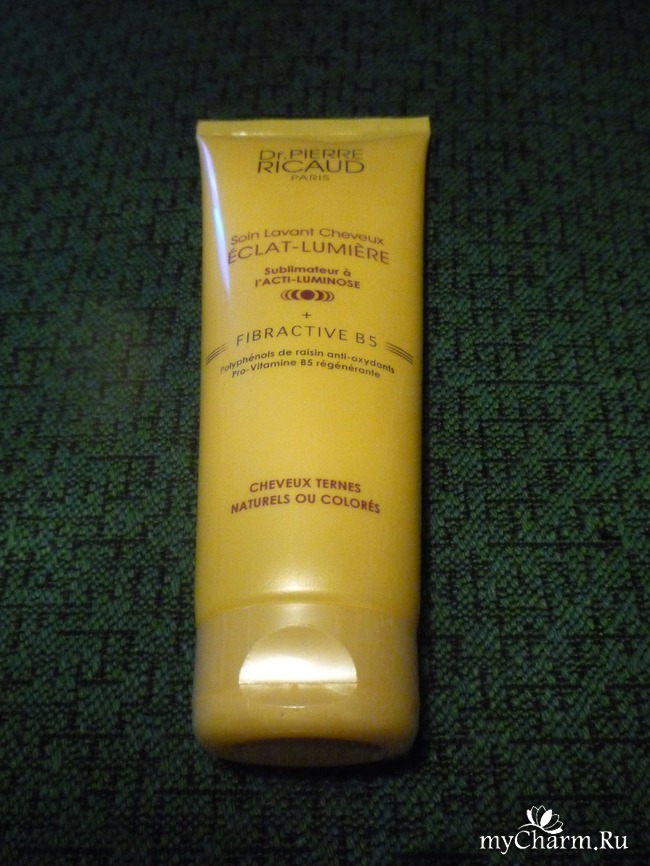 Dr. PIERRE
RICAUD
PARIS
Soin Lavant Cheveux
ÉCLAT-LUMIÈRE
Sublimateur à
l'ACTI-LUMINOSE
+
FIBRACTIVE B5
Polyphénols de raisin anti-oxydants
Pro-Vitamine B5 régénérante
CHEVEUX TERNES
NATURELS OU COLORÉS
myCharm.Ru